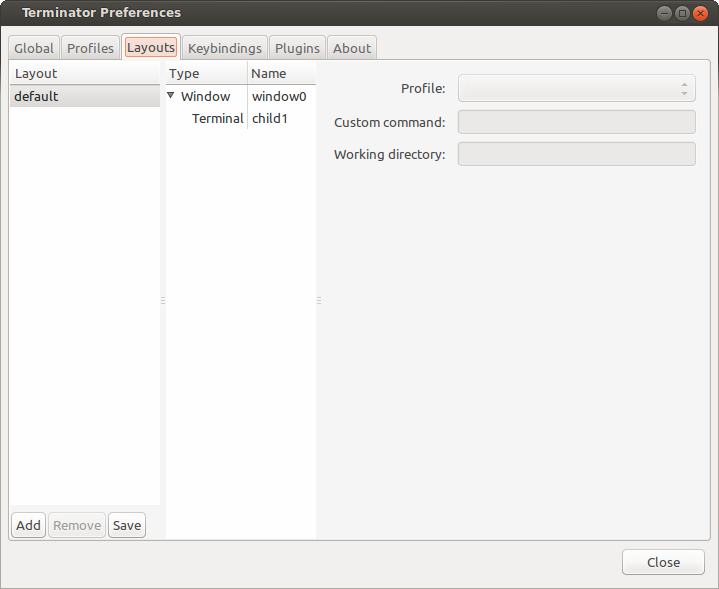 Terminator Preferences
Global Profiles Layouts Keybindings Plugins About
Layout Type Name
default Window window0
Terminal child1
Profile:
Custom command:
Working directory:
Add Remove Save
Close